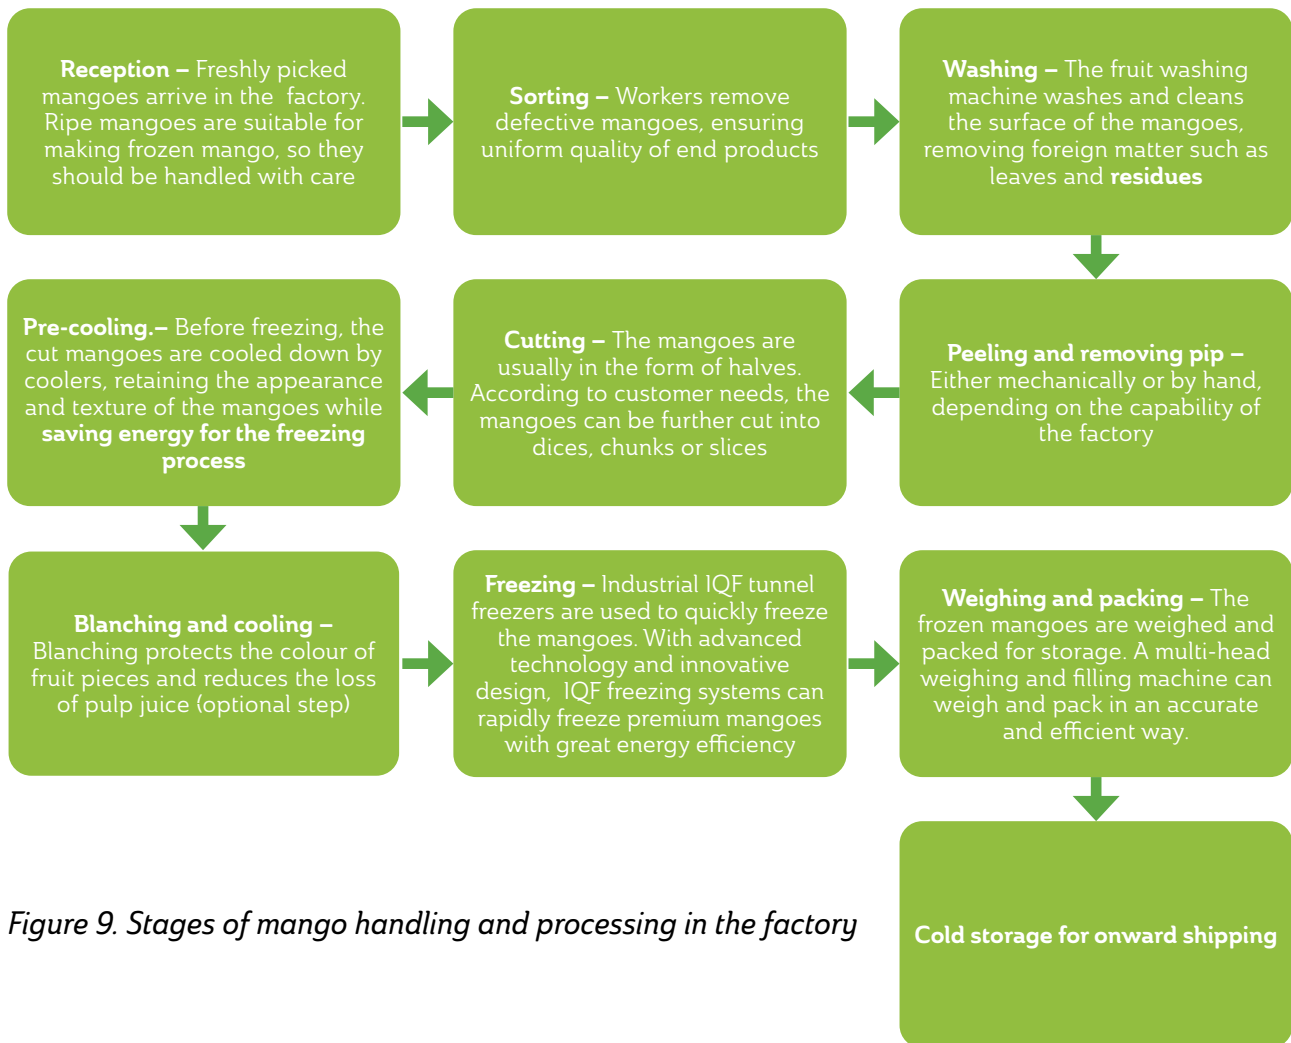 Reception – Freshly picked
mangoes arrive in the factory.
Ripe mangoes are suitable for
making frozen mango, so they
should be handled with care
Sorting – Workers remove
defective mangoes, ensuring
uniform quality of end products
Washing – The fruit washing
machine washes and cleans
the surface of the mangoes,
removing foreign matter such as
leaves and residues
Peeling and removing pip –
Either mechanically or by hand,
depending on the capability of
the factory
Cutting – The mangoes are
usually in the form of halves.
According to customer needs, the
mangoes can be further cut into
dices, chunks or slices
Pre-cooling.– Before freezing, the
cut mangoes are cooled down by
coolers, retaining the appearance
and texture of the mangoes while
saving energy for the freezing
process
Blanching and cooling –
Blanching protects the colour of
fruit pieces and reduces the loss
of pulp juice (optional step)
Freezing – Industrial IQF tunnel
freezers are used to quickly freeze
the mangoes. With advanced
technology and innovative
design, IQF freezing systems can
rapidly freeze premium mangoes
with great energy efficiency
Weighing and packing – The
frozen mangoes are weighed and
packed for storage. A multi-head
weighing and filling machine can
weigh and pack in an accurate
and efficient way.
Cold storage for onward shipping
Figure 9. Stages of mango handling and processing in the factory